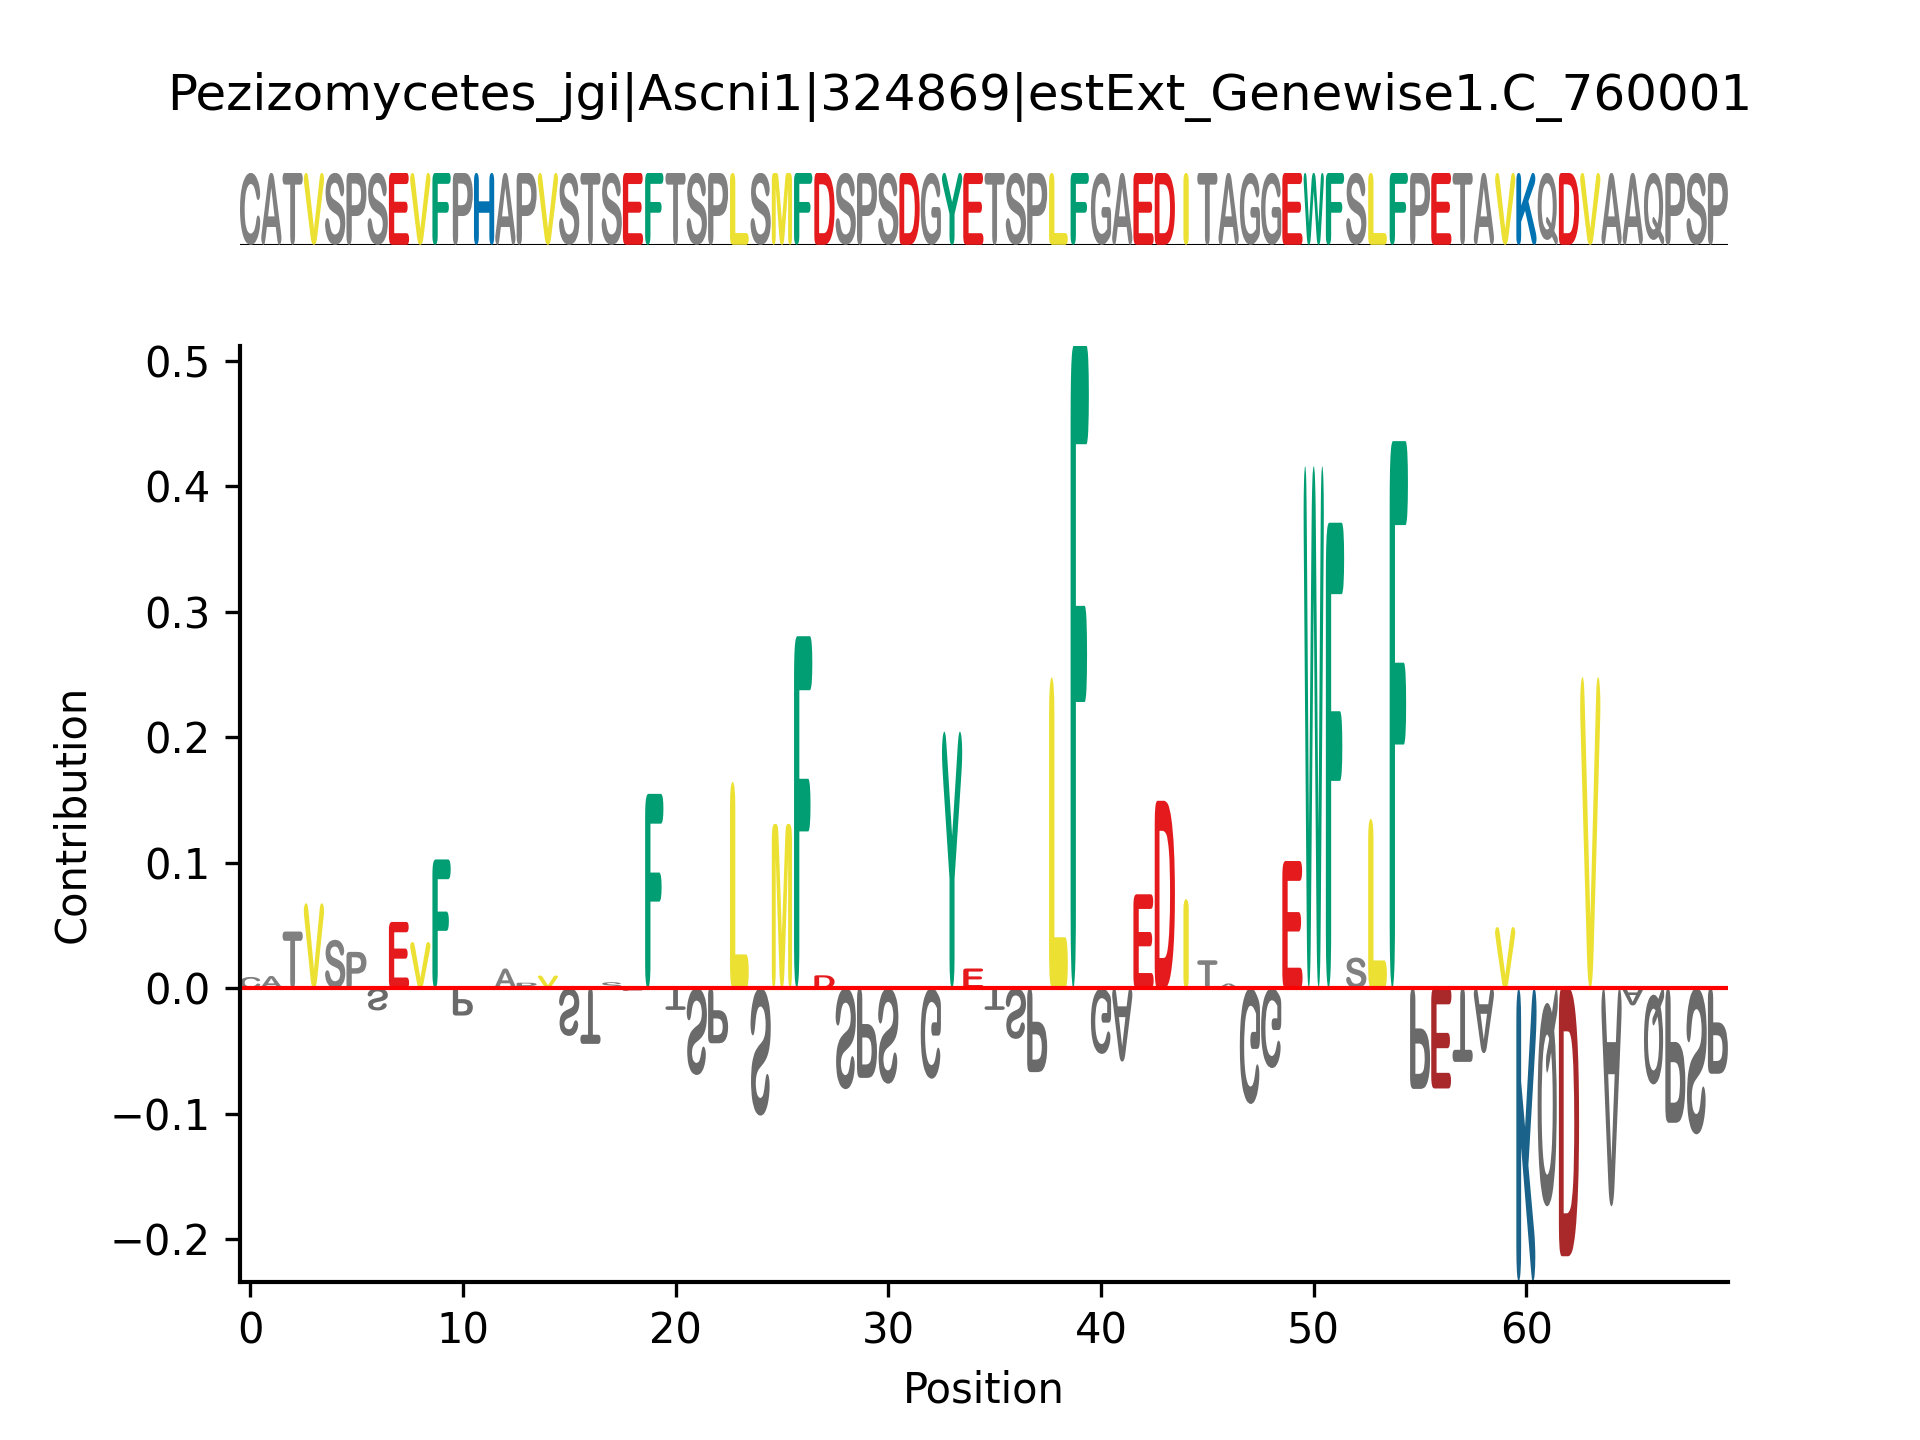 Pezizomycetes_jgi|Ascni1|324869|estExt_Genewise1.C_760001
CATVSPSEVFPHAPVSTSEFTSPLSMFDSPSDGYETSPLFGAEDITAGGEWFSLFPETAVKQDVAAQPSP
0.5
0.4
0.3
0.2
0.1
0.0
−0.1
−0.2
Contribution
CATVSPSEVFPHAPVSTSEFTSPLSMFDSPSDGYETSPLFGAEDITAGGEWFSLFPETAVKQDVAAQPSP
0 10 20 30 40 50 60
Position